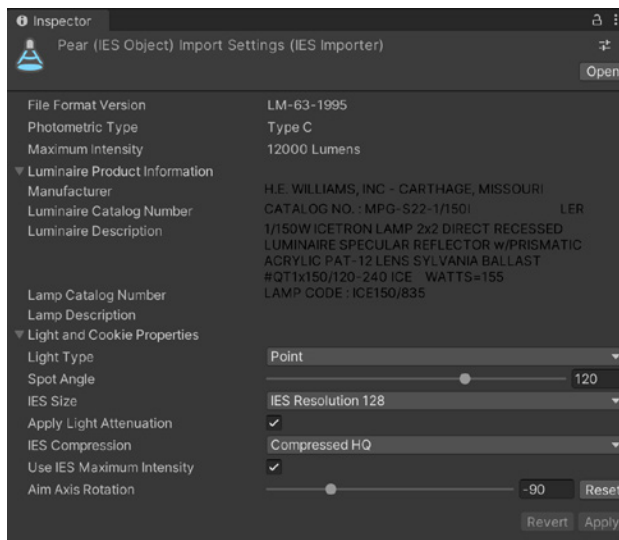 Inspector
Pear (IES Object) Import Settings (IES Importer)
Open
File Format Version LM-63-1995
Photometric Type Type C
Maximum Intensity 12000 Lumens
Luminaire Product Information
Manufacturer H.E. WILLIAMS, INC - CARTHAGE, MISSOURI
Luminaire Catalog Number CATALOG NO. : MPG-S22-1/150I LER
Luminaire Description 1/150W ICETRON LAMP 2x2 DIRECT RECESSED
LUMINAIRE SPECULAR REFLECTOR w/PRISMATIC
ACRYLIC PAT-12 LENS SYLVANIA BALLAST
#QT1x150/120-240 ICE WATTS=155
Lamp Catalog Number LAMP CODE : ICE150/835
Lamp Description
Light and Cookie Properties
Light Type Point
Spot Angle 120
IES Size IES Resolution 128
Apply Light Attenuation
IES Compression Compressed HQ
Use IES Maximum Intensity
Aim Axis Rotation -90 Reset
Revert Apply